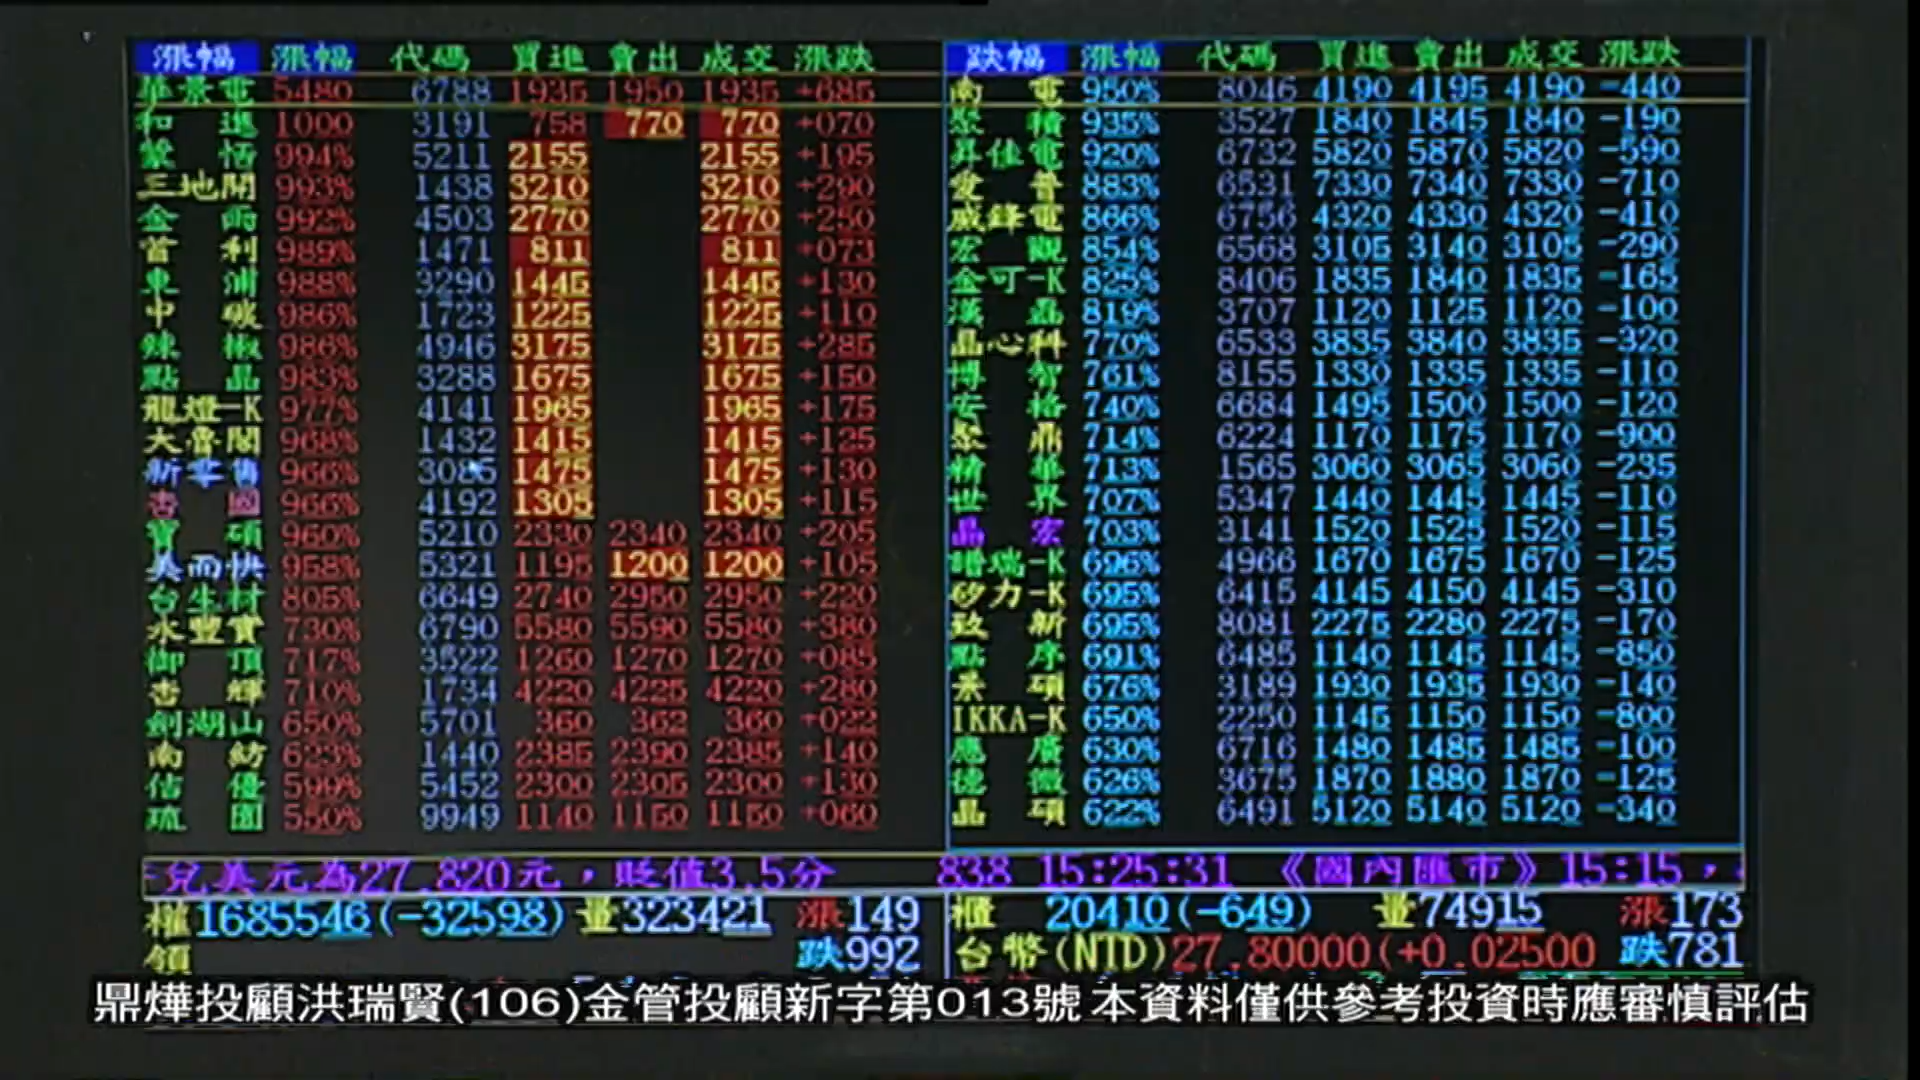 漲幅 漲幅 代碼 買進 賣出 成交 漲跌
華景電 5480 6788 1935 1950 1935 +685
和進 1000 3191 758 770 770 +070
蒙恬 994% 5211 2155 2155 +195
三地開 993% 1438 3210 3210 +290
金雨 992% 4503 2770 2770 +250
首利 989% 1471 811 811 +073
東浦 988% 3290 1445 1445 +130
中碳 986% 1723 1225 1225 +110
辣椒 986% 4946 3175 3175 +285
點晶 983% 3288 1675 1675 +150
龍燈-K 977% 4141 1965 1965 +175
大魯閣 968% 1432 1415 1415 +125
新零售 966% 3085 1475 1475 +130
杏國 966% 4192 1305 1305 +115
寶碩 960% 5210 2330 2340 2340 +205
美而快 958% 5321 1195 1200 1200 +105
台生材 805% 6649 2740 2950 2950 +220
永豐實 730% 6790 5580 5590 5580 +380
御頂 717% 3522 1260 1270 1270 +085
杏輝 710% 1734 4220 4225 4220 +280
劍湖山 650% 5701 360 362 360 +022
南紡 623% 1440 2385 2390 2385 +140
佶優 599% 5452 2300 2305 2300 +130
琉園 550% 9949 1140 1150 1150 +060
跌幅 漲幅 代碼 買進 賣出 成交 漲跌
南電 950% 8046 4190 4195 4190 -440
聚積 935% 3527 1840 1845 1840 -190
昇佳電 920% 6732 5820 5870 5820 -590
愛普 883% 6531 7330 7340 7330 -710
威鋒電 866% 6756 4320 4330 4320 -410
宏觀 854% 6568 3105 3140 3105 -290
金可-K 825% 8406 1835 1840 1835 -165
漢磊 819% 3707 1120 1125 1120 -100
晶心科 770% 6533 3835 3840 3835 -320
博智 761% 8155 1330 1335 1335 -110
安格 740% 6684 1495 1500 1500 -120
聚鼎 714% 6224 1170 1175 1170 -900
精華 713% 1565 3060 3065 3060 -235
世界 707% 5347 1440 1445 1445 -110
晶宏 703% 3141 1520 1525 1520 -115
譜瑞-K 696% 4966 1670 1675 1670 -125
矽力-K 695% 6415 4145 4150 4145 -310
致新 695% 8081 2275 2280 2275 -170
點序 691% 6485 1140 1145 1145 -850
景碩 676% 3189 1930 1935 1930 -140
IKKA-K 650% 2250 1145 1150 1150 -800
應廣 630% 6716 1480 1485 1485 -100
德微 626% 3675 1870 1880 1870 -125
晶碩 622% 6491 5120 5140 5120 -340
兌美元為27.820元，貶值3.5分 838 15:25:31 《國內匯市》15:15，
權1685546(-32598) 量323421 漲149 櫃 20410(-649) 量74915 漲173
領 跌992 台幣(NTD)27.80000(+0.02500 跌781
鼎燁投顧洪瑞賢(106)金管投顧新字第013號 本資料僅供參考投資時應審慎評估